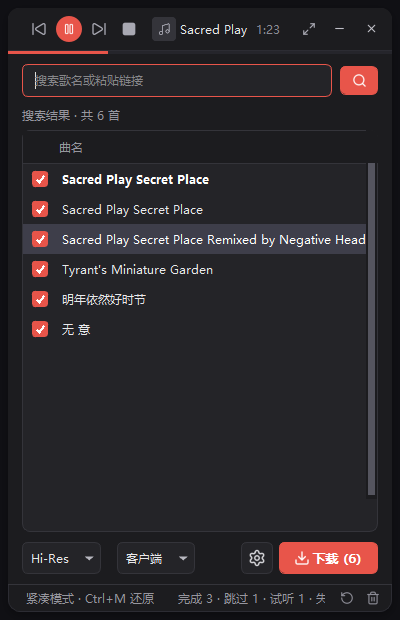 Sacred Play 1:23
搜索歌名或粘贴链接
搜索结果 · 共 6 首
曲名
Sacred Play Secret Place
Sacred Play Secret Place
Sacred Play Secret Place Remixed by Negative Head
Tyrant's Miniature Garden
明年依然好时节
无 意
Hi-Res 客户端 下载 (6)
紧凑模式 · Ctrl+M 还原 完成 3 · 跳过 1 · 试听 1 · 失